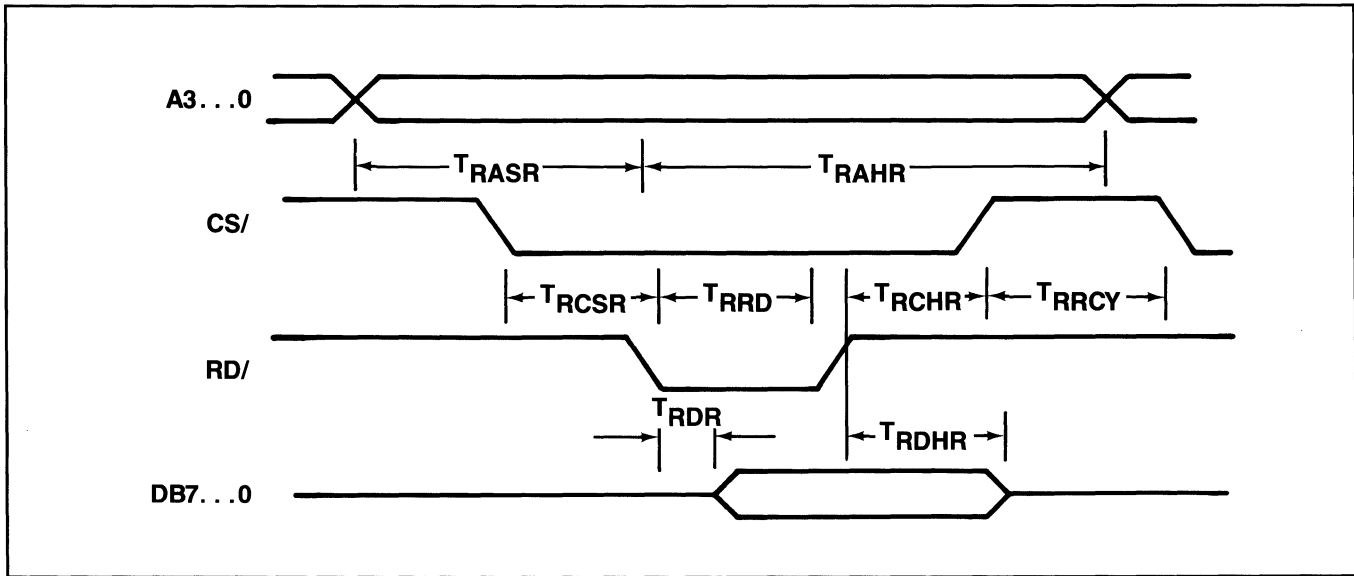 A3...0
TRASR TRAHR
CS/
TRCSR TRRD TRCHR TRRCY
RD/
TRDR
TRDHR
DB7...0